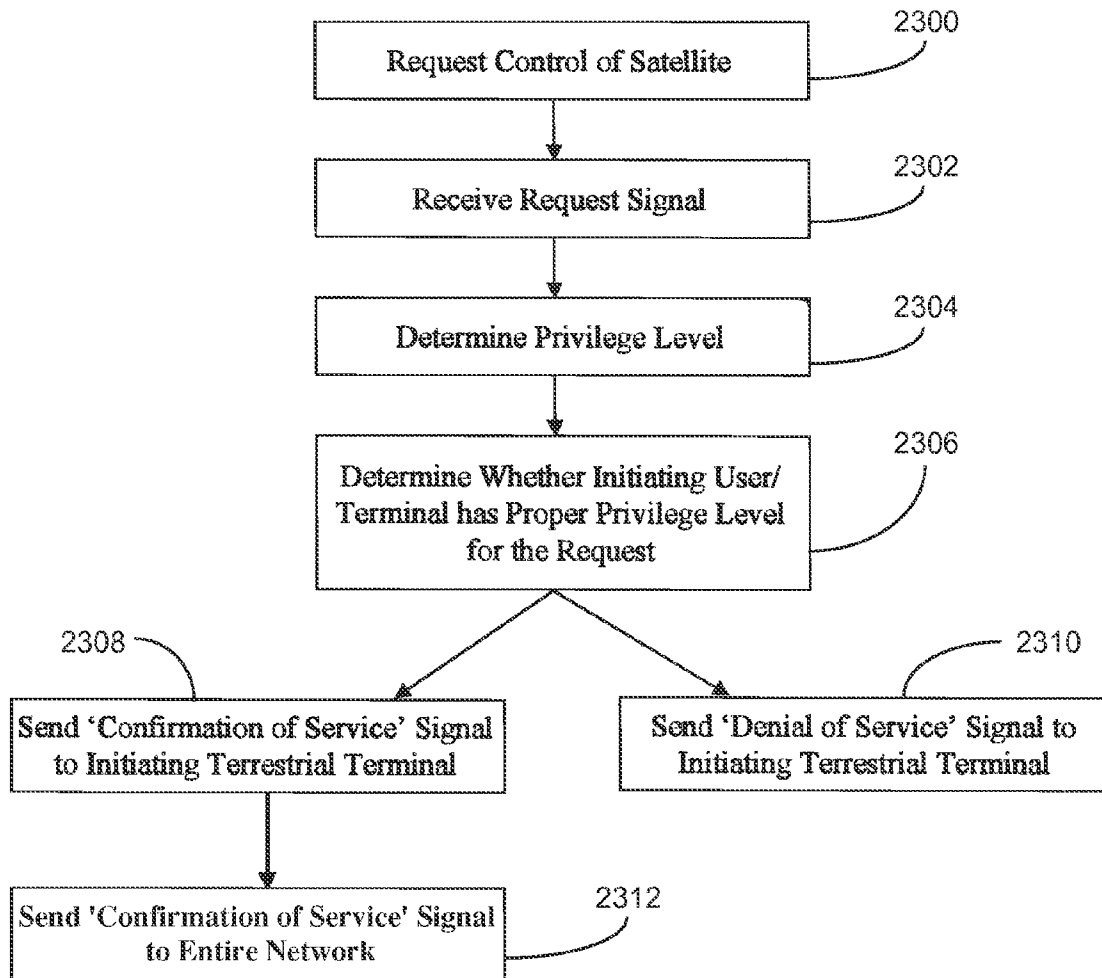 2300
Request Control of Satellite
2302
Receive Request Signal
2304
Determine Privilege Level
2306
Determine Whether Initiating User/
Terminal has Proper Privilege Level
for the Request
2308
2310
Send ‘Confirmation of Service’ Signal
to Initiating Terrestrial Terminal
Send ‘Denial of Service’ Signal to
Initiating Terrestrial Terminal
2312
Send 'Confirmation of Service' Signal
to Entire Network